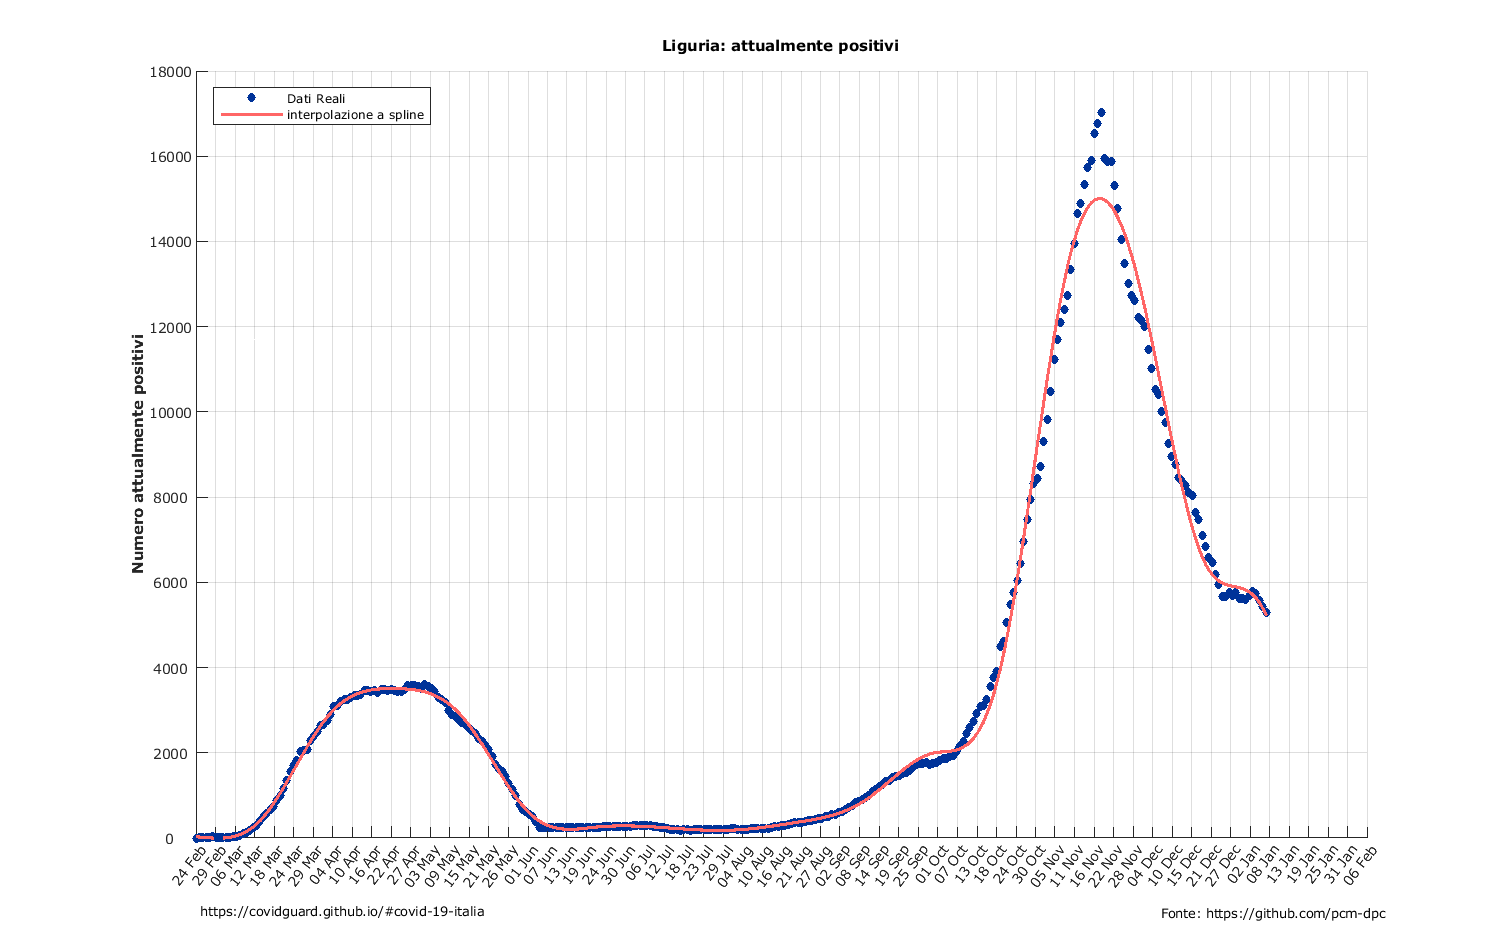 Liguria: attualmente positivi
Dati Reali
interpolazione a spline
Numero attualmente positivi
18000
16000
14000
12000
10000
8000
6000
4000
2000
0
24 Feb
29 Feb
06 Mar
12 Mar
18 Mar
24 Mar
29 Mar
04 Apr
10 Apr
16 Apr
22 Apr
27 Apr
03 May
09 May
15 May
21 May
26 May
01 Jun
07 Jun
13 Jun
19 Jun
24 Jun
30 Jun
06 Jul
12 Jul
18 Jul
23 Jul
29 Jul
04 Aug
10 Aug
16 Aug
21 Aug
27 Aug
02 Sep
08 Sep
14 Sep
19 Sep
25 Sep
01 Oct
07 Oct
13 Oct
18 Oct
24 Oct
30 Oct
05 Nov
11 Nov
16 Nov
22 Nov
28 Nov
04 Dec
10 Dec
15 Dec
21 Dec
27 Dec
02 Jan
08 Jan
13 Jan
19 Jan
25 Jan
31 Jan
06 Feb
https://covidguard.github.io/#covid-19-italia
Fonte: https://github.com/pcm-dpc